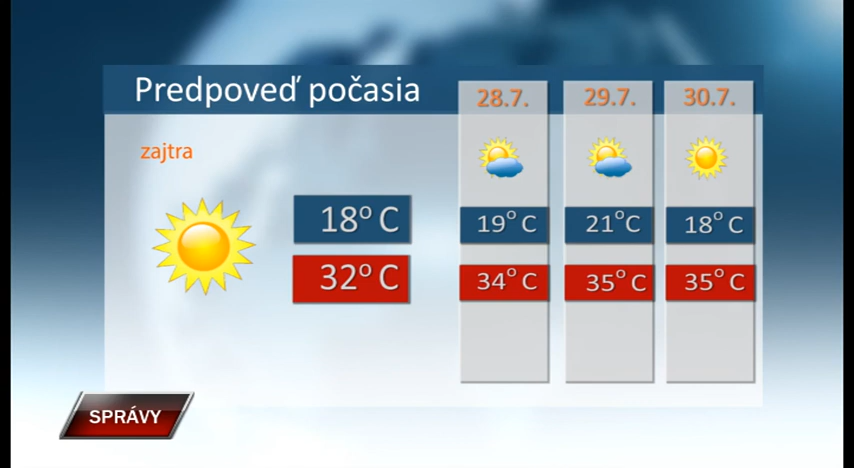 Predpoveď počasia
zajtra
18° C
32° C
28.7.
19° C
34° C
29.7.
21°C
35° C
30.7.
18° C
35° C
SPRÁVY